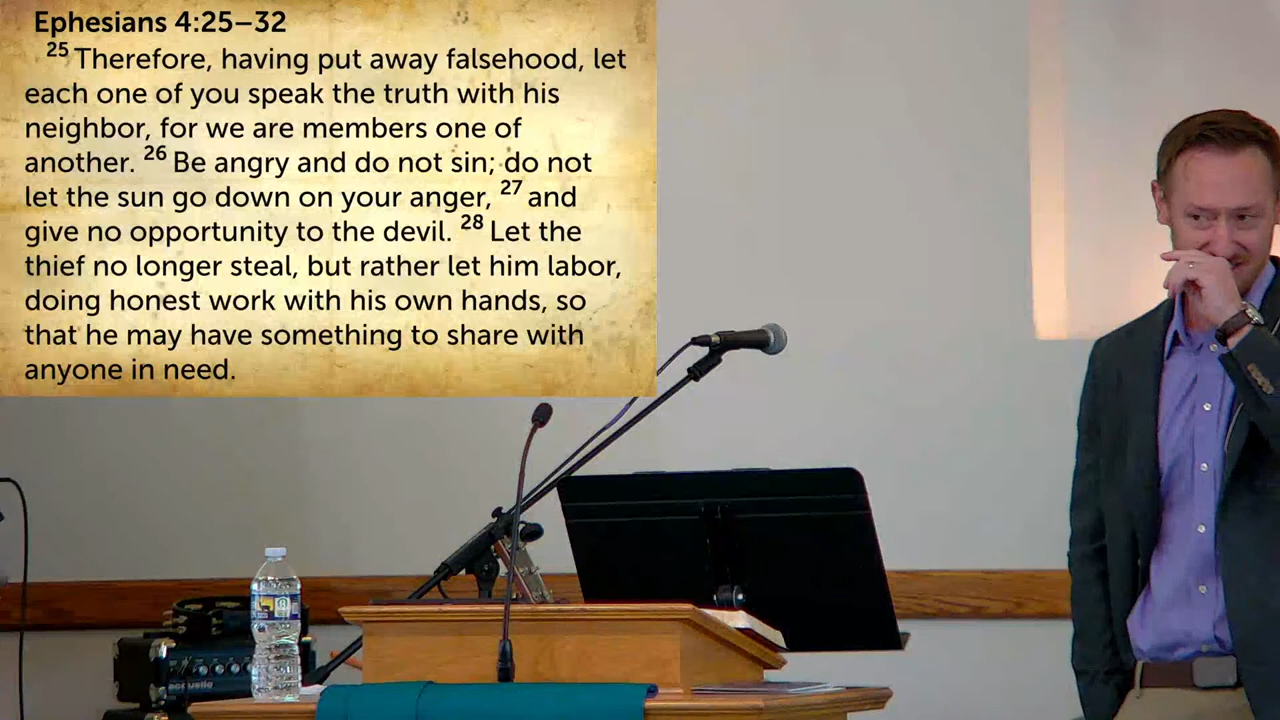 Ephesians 4:25–32
25 Therefore, having put away falsehood, let
each one of you speak the truth with his
neighbor, for we are members one of
another. 26 Be angry and do not sin; do not
let the sun go down on your anger, 27 and
give no opportunity to the devil. 28 Let the
thief no longer steal, but rather let him labor,
doing honest work with his own hands, so
that he may have something to share with
anyone in need.
acoustic